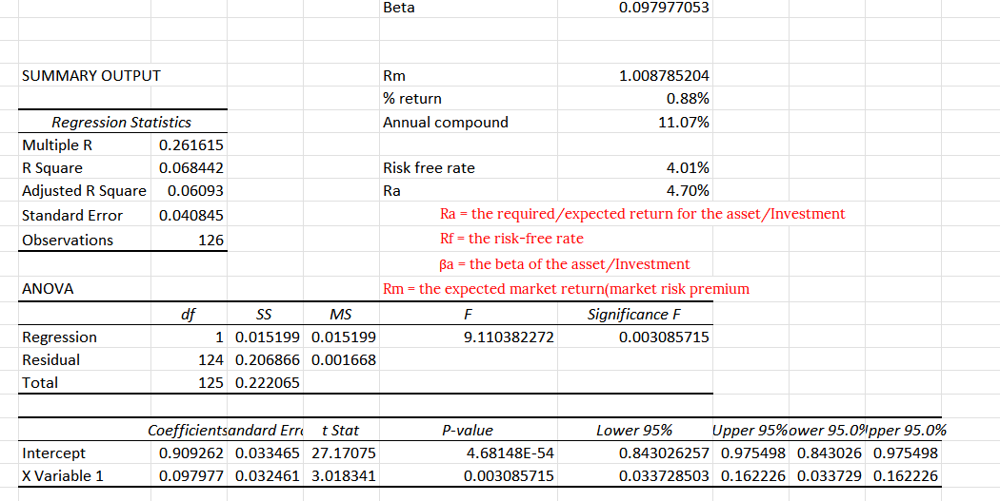 Beta 0.097977053
SUMMARY OUTPUT Rm 1.008785204
% return 0.88%
Regression Statistics Annual compound 11.07%
Multiple R 0.261615
R Square 0.068442 Risk free rate 4.01%
Adjusted R Square 0.06093 Ra 4.70%
Standard Error 0.040845 Ra = the required/expected return for the asset/Investment
Observations 126 Rf = the risk-free rate
βa = the beta of the asset/Investment
ANOVA Rm = the expected market return(market risk premium
df SS MS F Significance F
Regression 1 0.015199 0.015199 9.110382272 0.003085715
Residual 124 0.206866 0.001668
Total 125 0.222065
Coefficientsandard Erro t Stat P-value Lower 95% Upper 95%ower 95.0%pper 95.0%
Intercept 0.909262 0.033465 27.17075 4.68148E-54 0.843026257 0.975498 0.843026 0.975498
X Variable 1 0.097977 0.032461 3.018341 0.003085715 0.033728503 0.162226 0.033729 0.162226